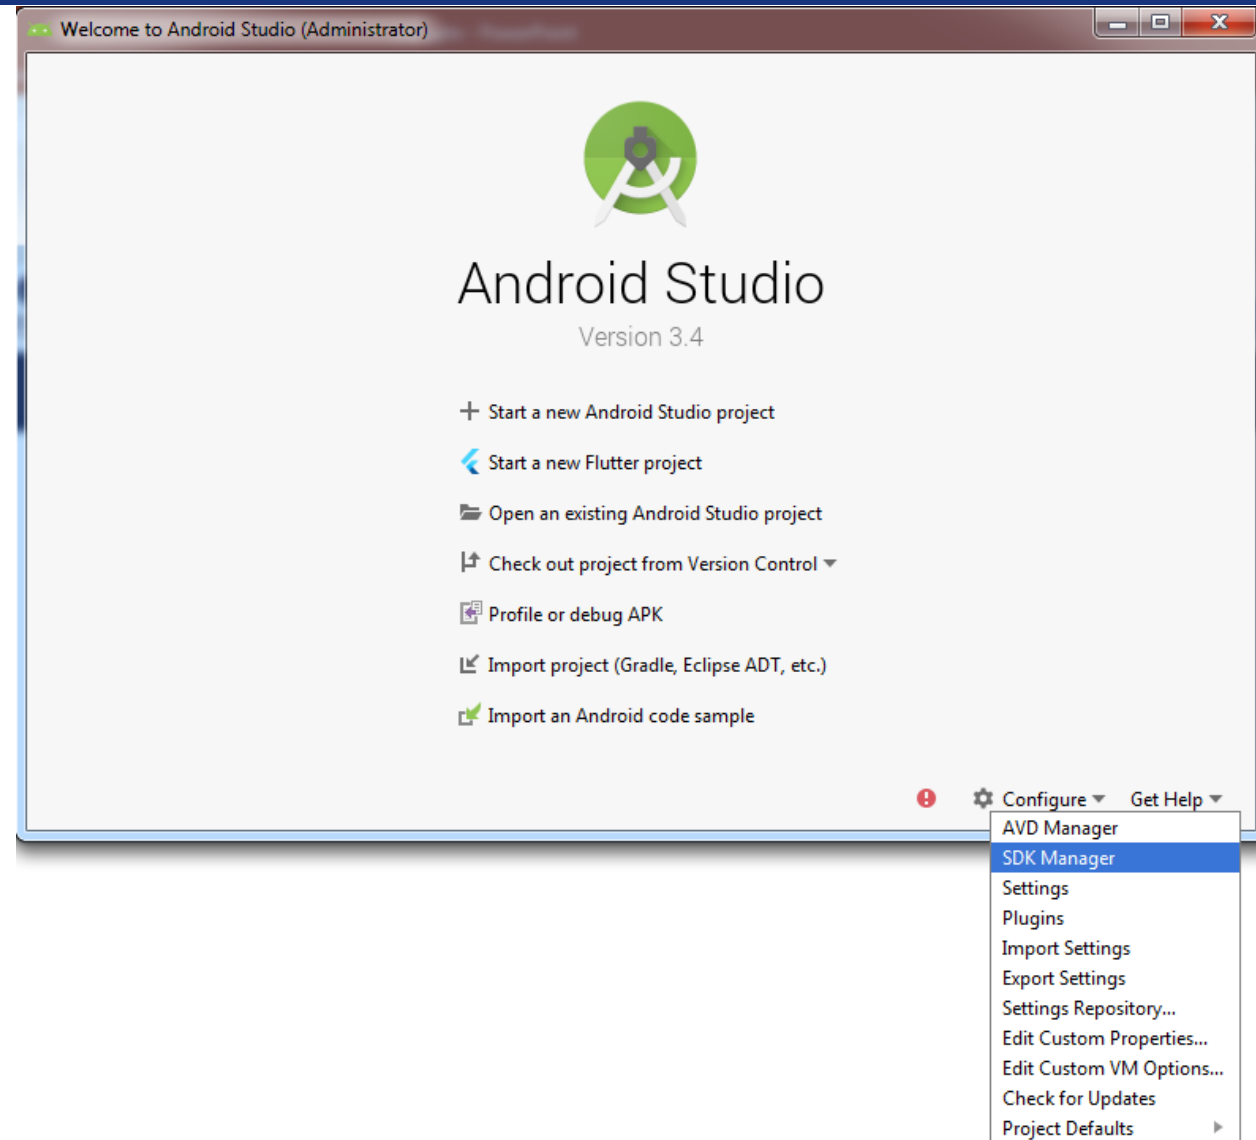 Welcome to Android Studio (Administrator)
Android Studio
Version 3.4
Start a new Android Studio project
Start a new Flutter project
Open an existing Android Studio project
Check out project from Version Control
Profile or debug APK
Import project (Gradle, Eclipse ADT, etc.)
Import an Android code sample
Configure Get Help
AVD Manager
SDK Manager
Settings
Plugins
Import Settings
Export Settings
Settings Repository...
Edit Custom Properties...
Edit Custom VM Options...
Check for Updates
Project Defaults